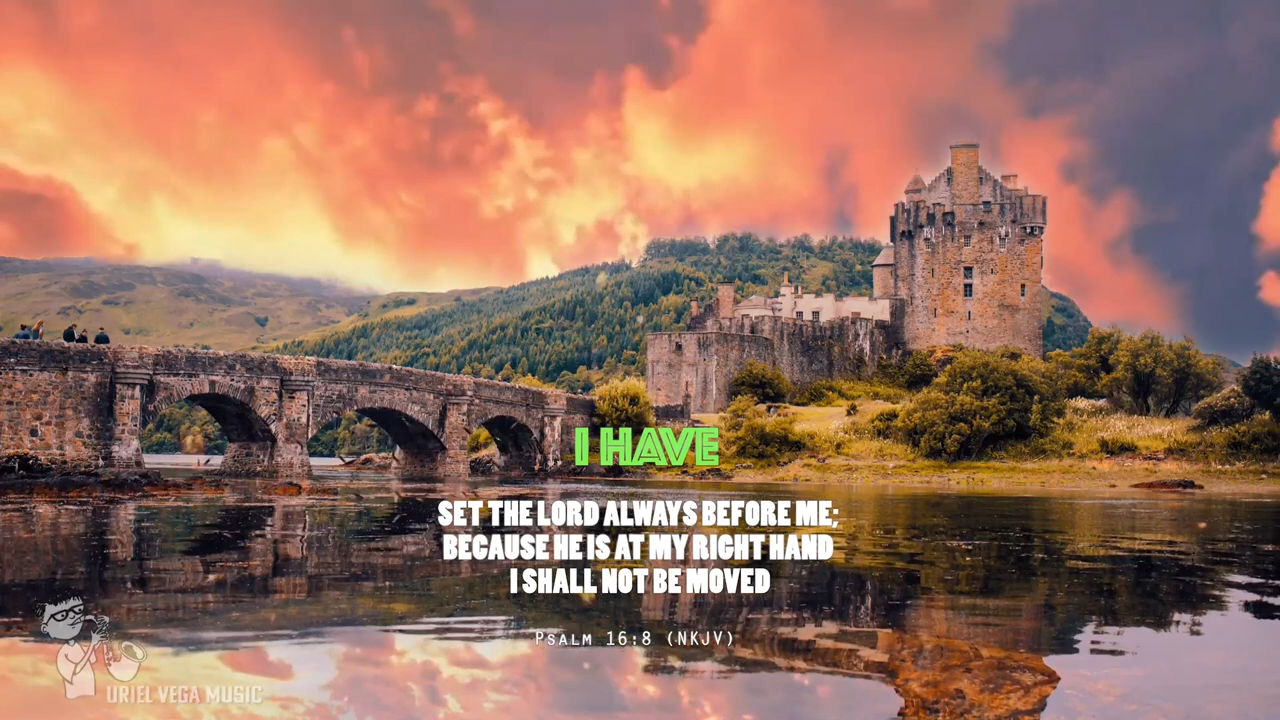 I HAVE
SET THE LORD ALWAYS BEFORE ME;
BECAUSE HE IS AT MY RIGHT HAND
I SHALL NOT BE MOVED
Psalm 16:8 (NKJV)
URIEL VEGA MUSIC